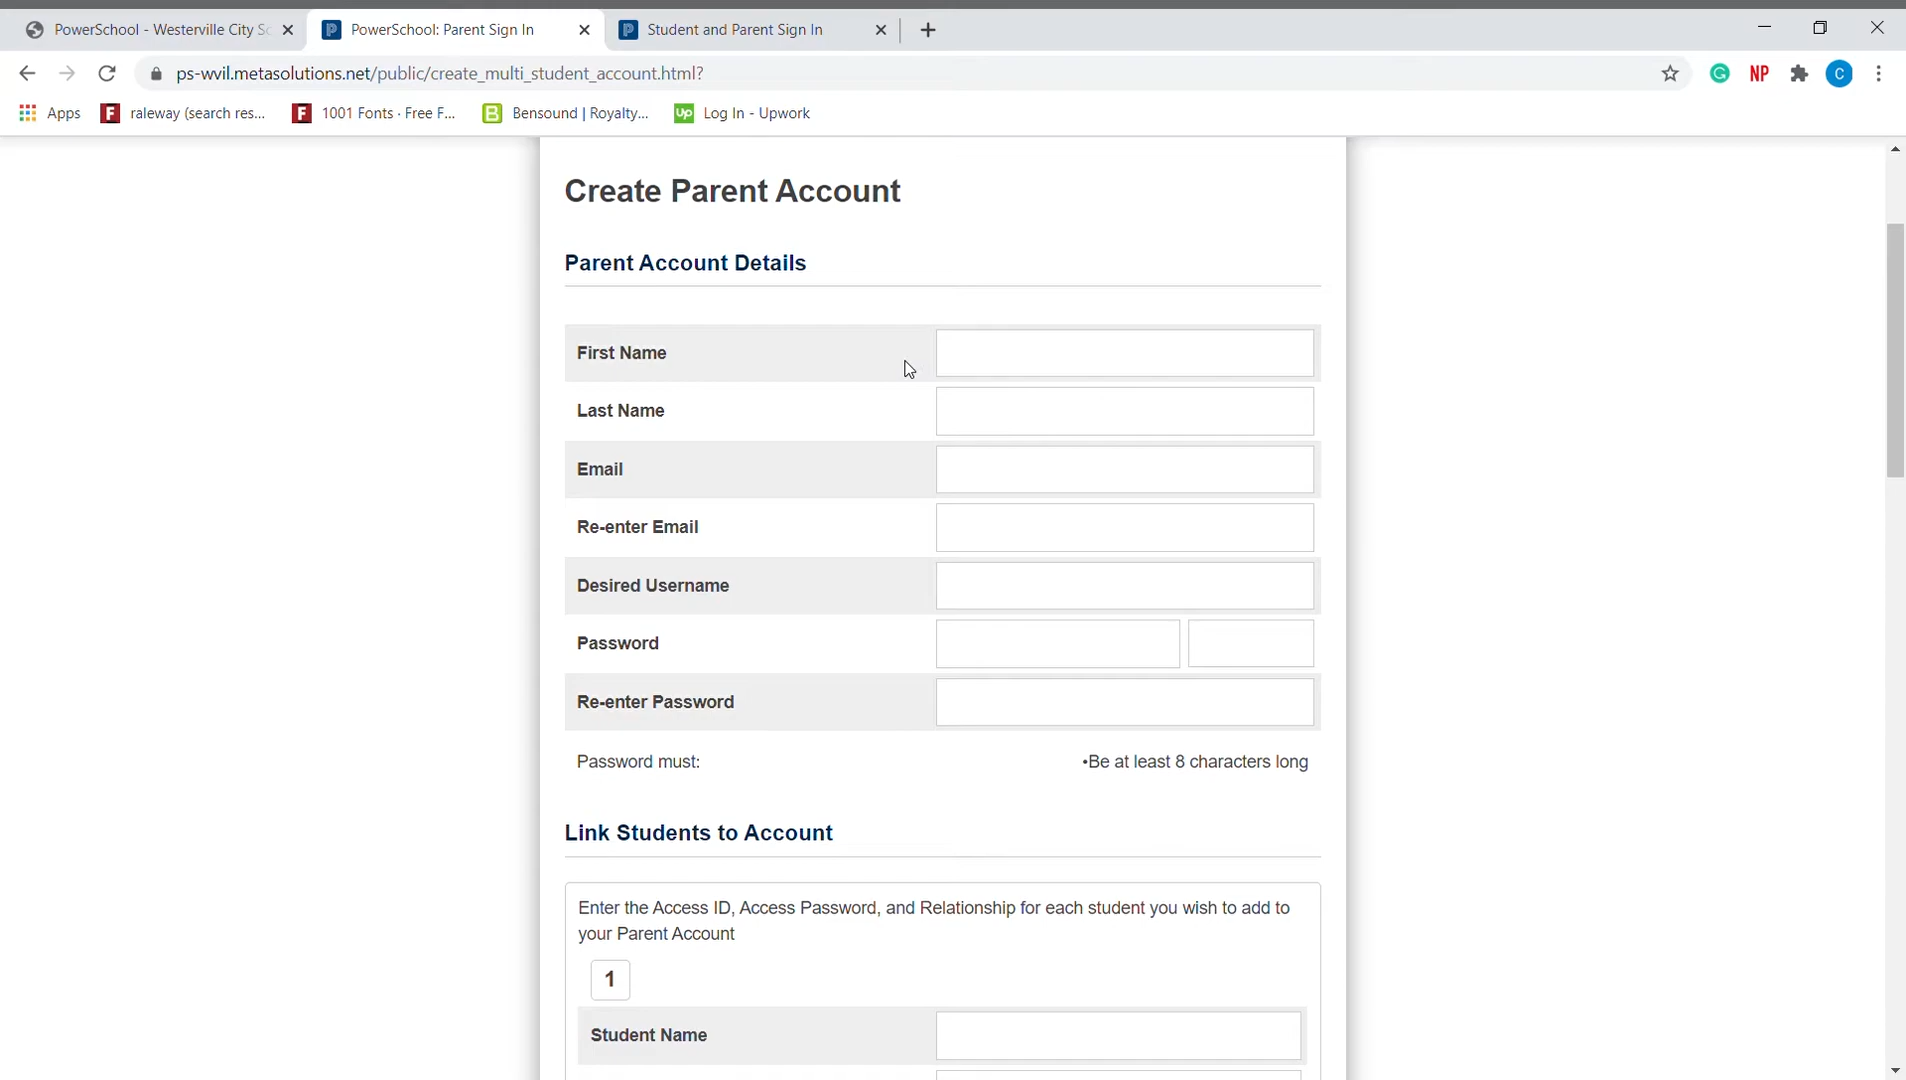 PowerSchool - Westerville City Sc
PowerSchool: Parent Sign In
Student and Parent Sign In
ps-wvil.metasolutions.net/public/create_multi_student_account.html?
NP
C
Apps
F
raleway (search res...
F
1001 Fonts · Free F...
B
Bensound | Royalty...
Up
Log In - Upwork
Create Parent Account
Parent Account Details
First Name
Last Name
Email
Re-enter Email
Desired Username
Password
Re-enter Password
Password must:
•Be at least 8 characters long
Link Students to Account
Enter the Access ID, Access Password, and Relationship for each student you wish to add to
your Parent Account
1
Student Name